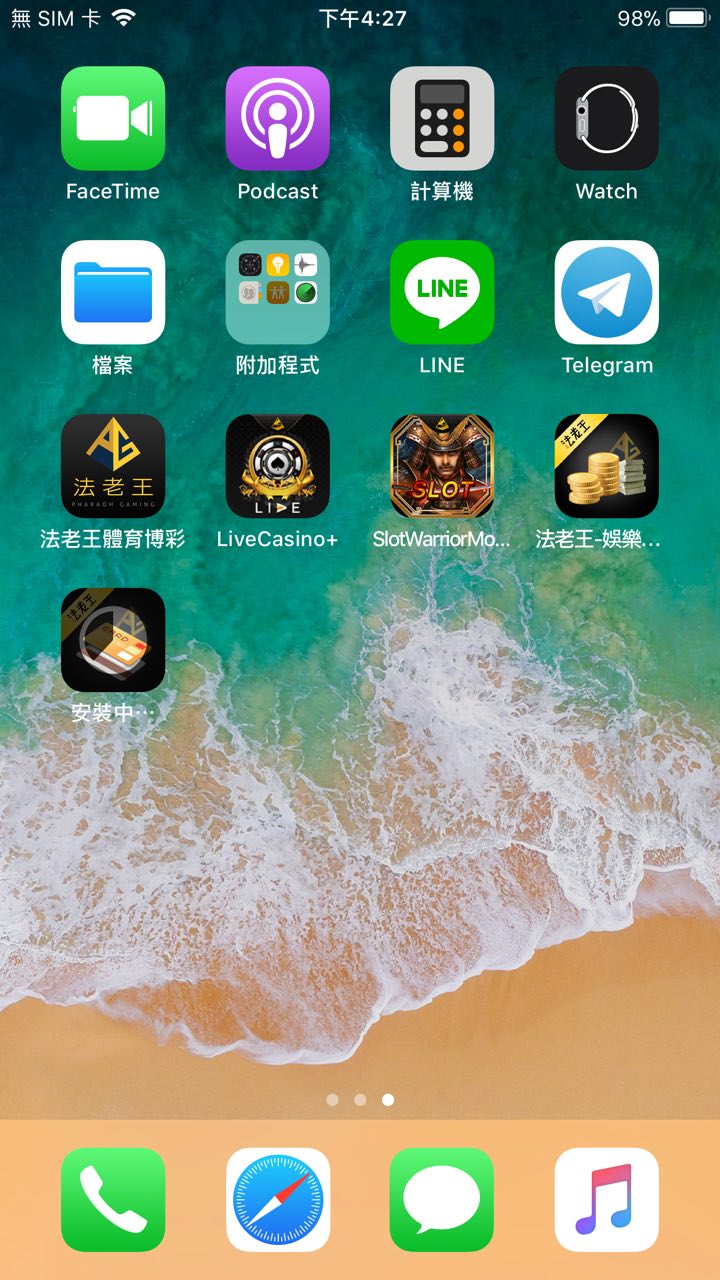 無 SIM 卡 下午4:27 98%
FaceTime Podcast 計算機 Watch
LINE
檔案 附加程式 LINE Telegram
法老王
PHARAOH GAMING
LIVE
SLOT
法老王
法老王體育博彩 LiveCasino+ SlotWarriorMo... 法老王-娛樂...
法老王
CARD
安裝中...